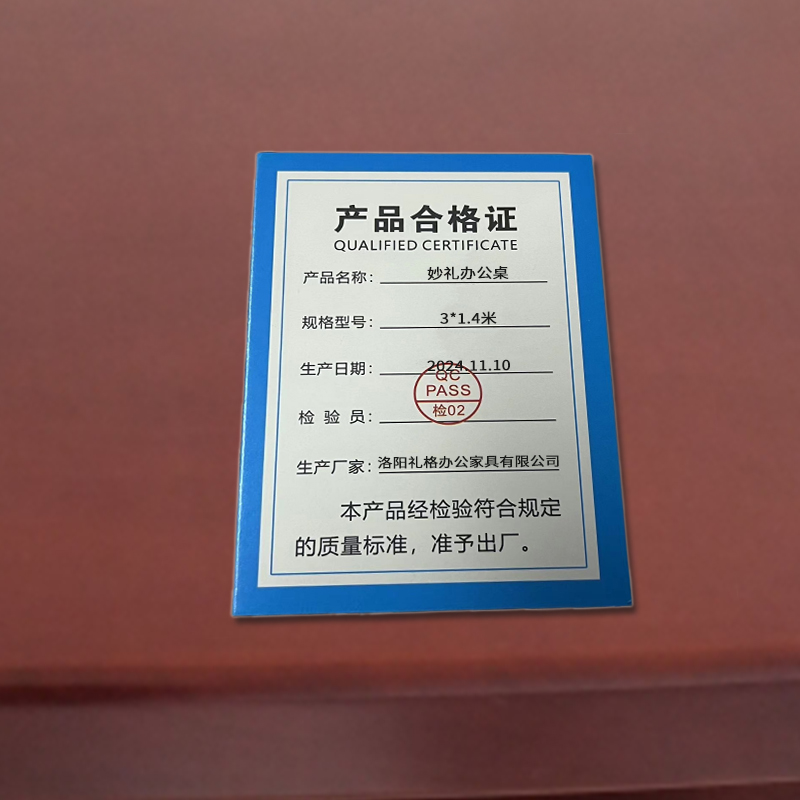 产品合格证
QUALIFIED CERTIFICATE
产品名称：妙礼办公桌
规格型号：3*1.4米
生产日期：2024.11.10
QC
PASS
检02
检 验 员：
生产厂家：洛阳礼格办公家具有限公司
本产品经检验符合规定
的质量标准，准予出厂。